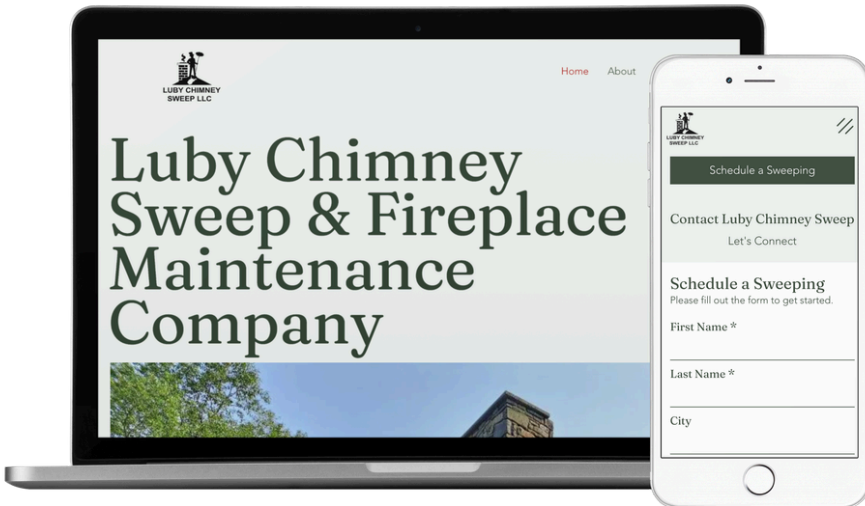 LUBY CHIMNEY
SWEEP LLC
Home About
Luby Chimney
Sweep & Fireplace
Maintenance
Company
LUBY CHIMNEY
SWEEP LLC
Schedule a Sweeping
Contact Luby Chimney Sweep
Let's Connect
Schedule a Sweeping
Please fill out the form to get started.
First Name *
Last Name *
City